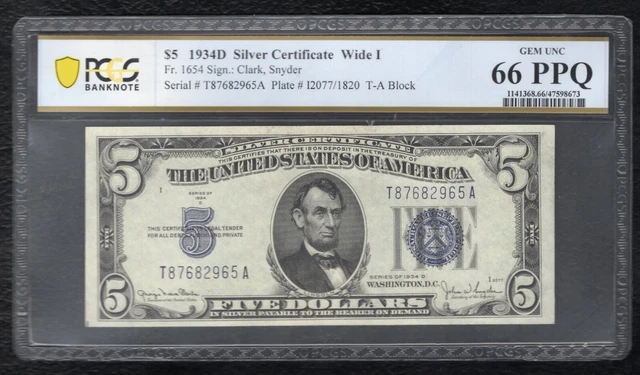 PCGS
BANKNOTE
$5 1934D Silver Certificate Wide I
Fr. 1654 Sign.: Clark, Snyder
Serial # T87682965A Plate # I2077/1820 T-A Block
GEM UNC
66 PPQ
1141368.66/47598673
SILVER CERTIFICATE
5
THIS CERTIFIES THAT THERE IS ON DEPOSIT IN THE TREASURY OF
5
THE UNITED STATES OF AMERICA
I
SERIES OF
1934
D
T87682965A
THIS CERTIFICATE IS LEGAL TENDER
FOR ALL DEBTS PUBLIC AND PRIVATE
5
FIVE
T87682965A
SERIES OF 1934 D
WASHINGTON, D.C.
5
FIVE DOLLARS
5
IN SILVER PAYABLE TO THE BEARER ON DEMAND